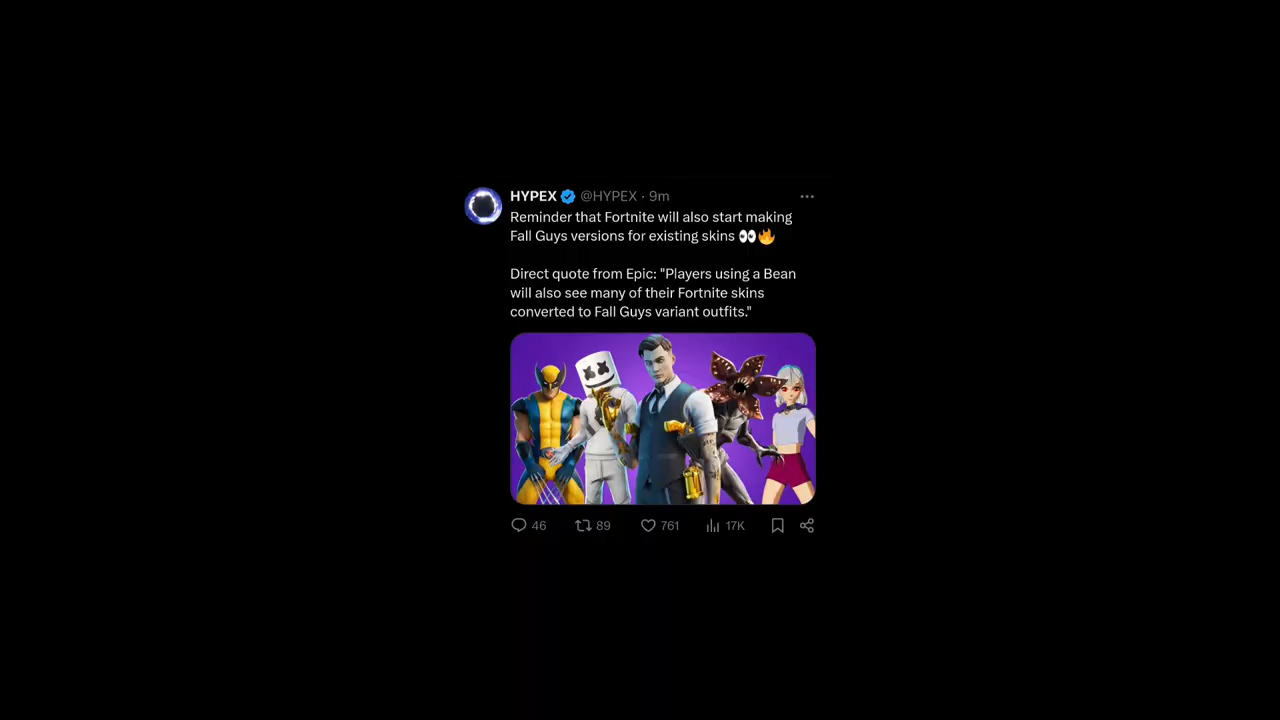 HYPEX @HYPEX · 9m
Reminder that Fortnite will also start making
Fall Guys versions for existing skins 👀🔥
Direct quote from Epic: "Players using a Bean
will also see many of their Fortnite skins
converted to Fall Guys variant outfits."
46 89 761 17K